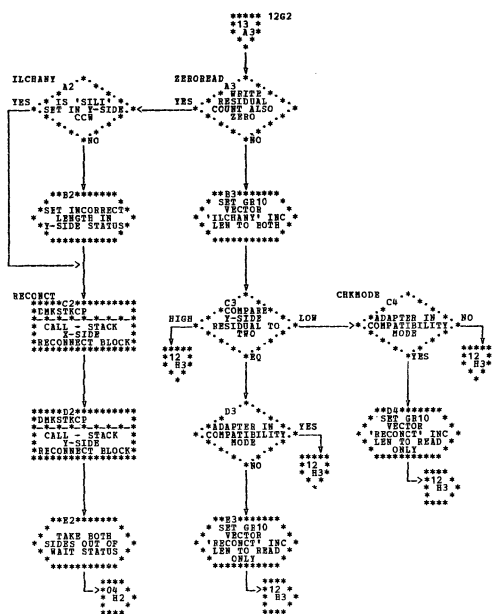 12G2
13
A3
ILCHANY
A2
IS 'SILI'
SET IN Y-SIDE
CCW
YES
NO
ZEROREAD
A3
WRITE
RESIDUAL
COUNT ALSO
ZERO
YES
NO
B2
SET INCORRECT
LENGTH IN
Y-SIDE STATUS
B3
SET GR10
VECTOR
'ILCHANY' INC
LEN TO BOTH
RECONCT
C2
DMKSTKCP
CALL - STACK
X-SIDE
RECONNECT BLOCK
C3
COMPARE
Y-SIDE
RESIDUAL TO
TWO
HIGH
LOW
EQ
12
H3
CHKMODE
C4
ADAPTER IN
COMPATIBILITY
MODE
NO
YES
12
H3
D2
DMKSTKCP
CALL - STACK
Y-SIDE
RECONNECT BLOCK
D3
ADAPTER IN
COMPATIBILITY
MODE
YES
NO
12
H3
D4
SET GR10
VECTOR
'RECONCT' INC
LEN TO READ
ONLY
12
H3
E2
TAKE BOTH
SIDES OUT OF
WAIT STATUS
04
H2
E3
SET GR10
VECTOR
'RECONCT' INC
LEN TO READ
ONLY
12
H3